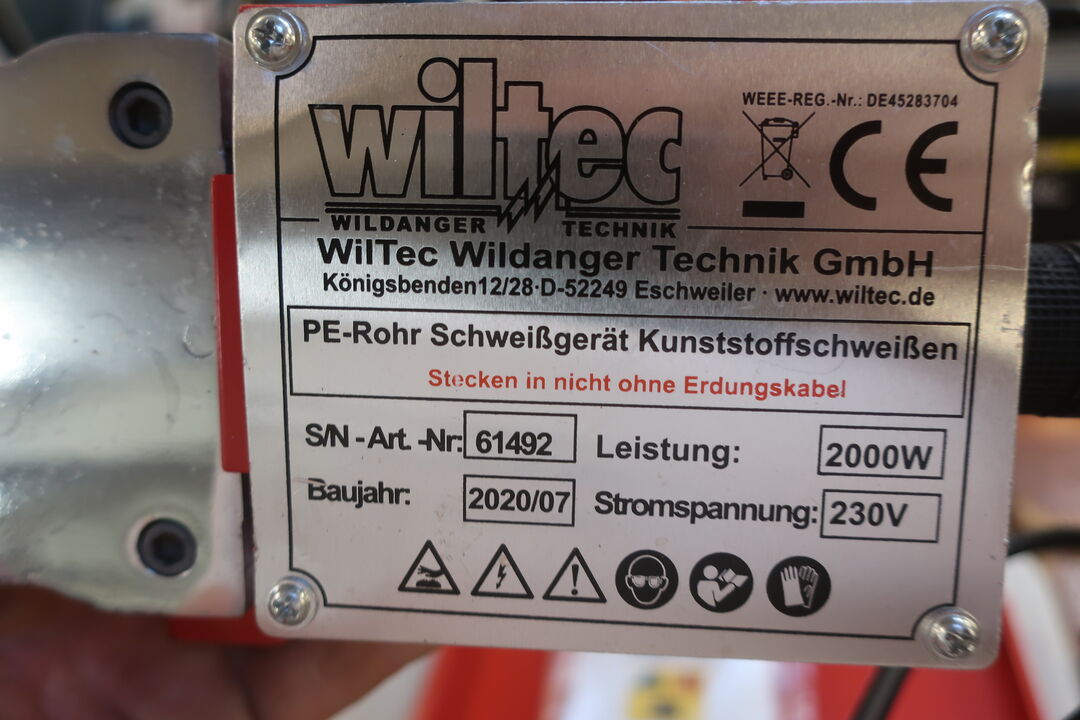 WEEE-REG.-Nr.: DE45283704
wiltec
CE
WILDANGER TECHNIK
WilTec Wildanger Technik GmbH
Königsbenden12/28·D-52249 Eschweiler · www.wiltec.de
PE-Rohr Schweißgerät Kunststoffschweißen
Stecken in nicht ohne Erdungskabel
S/N-Art.-Nr: 61492 Leistung: 2000W
Baujahr: 2020/07 Stromspannung: 230V